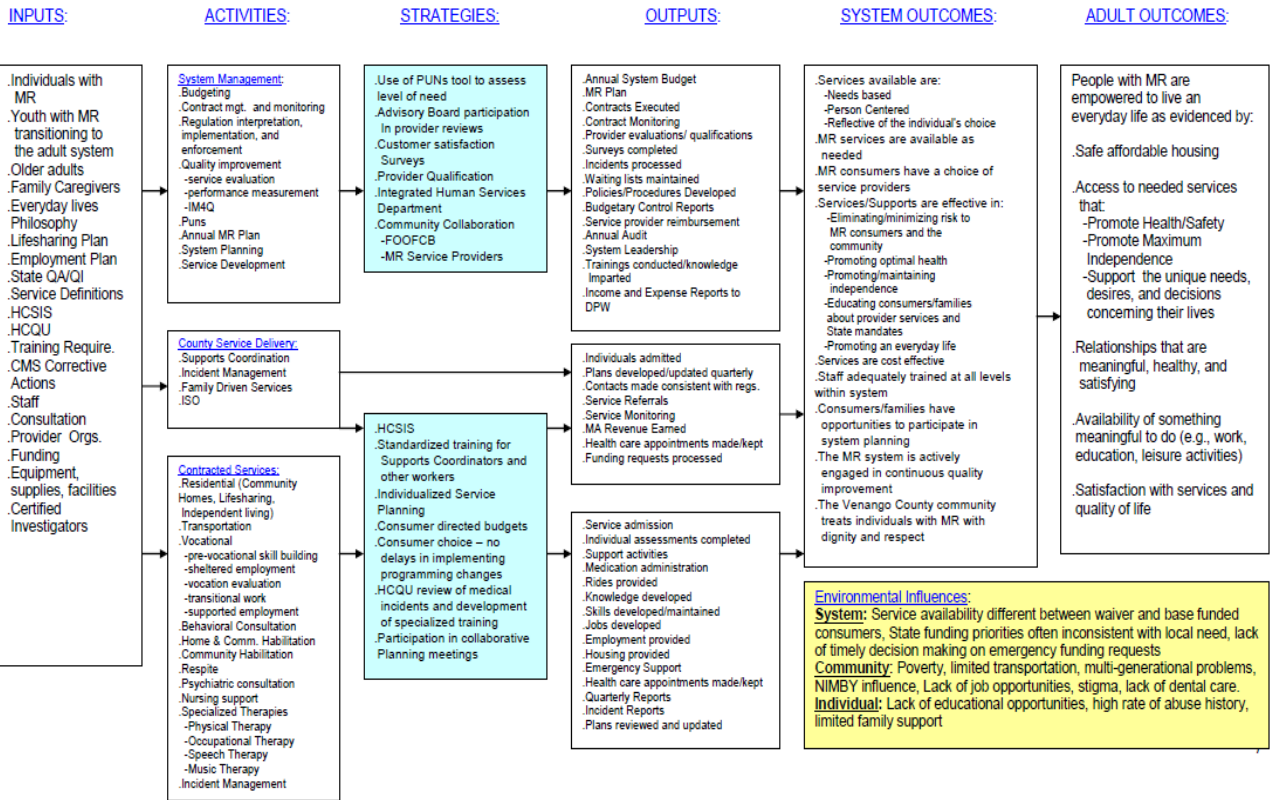 INPUTS:
ACTIVITIES:
STRATEGIES:
OUTPUTS:
SYSTEM OUTCOMES:
ADULT OUTCOMES:
.Individuals with
MR
.Youth with MR
transitioning to
the adult system
.Older adults
.Family Caregivers
.Everyday lives
Philosophy
.Lifesharing Plan
.Employment Plan
.State QA/QI
.Service Definitions
.HCSIS
.HCQU
.Training Require.
.CMS Corrective
Actions
.Staff
.Consultation
.Provider Orgs.
.Funding
.Equipment,
supplies, facilities
.Certified
Investigators
System Management:
.Budgeting
.Contract mgt. and monitoring
.Regulation interpretation,
implementation, and
enforcement
.Quality improvement
-service evaluation
-performance measurement
-IM4Q
.Puns
.Annual MR Plan
.System Planning
.Service Development
County Service Delivery:
.Supports Coordination
.Incident Management
.Family Driven Services
.ISO
Contracted Services:
.Residential (Community
Homes, Lifesharing,
Independent living)
.Transportation
.Vocational
-pre-vocational skill building
-sheltered employment
-vocation evaluation
-transitional work
-supported employment
.Behavioral Consultation
.Home & Comm. Habilitation
.Community Habilitation
.Respite
.Psychiatric consultation
.Nursing support
.Specialized Therapies
-Physical Therapy
-Occupational Therapy
-Speech Therapy
-Music Therapy
.Incident Management
.Use of PUNs tool to assess
level of need
.Advisory Board participation
In provider reviews
.Customer satisfaction
Surveys
.Provider Qualification
.Integrated Human Services
Department
.Community Collaboration
-FOOFCB
-MR Service Providers
.HCSIS
.Standardized training for
Supports Coordinators and
other workers
.Individualized Service
Planning
.Consumer directed budgets
.Consumer choice – no
delays in implementing
programming changes
.HCQU review of medical
incidents and development
of specialized training
.Participation in collaborative
Planning meetings
.Annual System Budget
.MR Plan
.Contracts Executed
.Contract Monitoring
.Provider evaluations/ qualifications
.Surveys completed
.Incidents processed
.Waiting lists maintained
.Policies/Procedures Developed
.Budgetary Control Reports
.Service provider reimbursement
.Annual Audit
.System Leadership
.Trainings conducted/knowledge
Imparted
.Income and Expense Reports to
DPW
.Individuals admitted
.Plans developed/updated quarterly
.Contacts made consistent with regs.
.Service Referrals
.Service Monitoring
.MA Revenue Earned
.Health care appointments made/kept
.Funding requests processed
.Service admission
.Individual assessments completed
.Support activities
.Medication administration
.Rides provided
.Knowledge developed
.Skills developed/maintained
.Jobs developed
.Employment provided
.Housing provided
.Emergency Support
.Health care appointments made/kept
.Quarterly Reports
.Incident Reports
.Plans reviewed and updated
.Services available are:
-Needs based
-Person Centered
-Reflective of the individual's choice
.MR services are available as
needed
.MR consumers have a choice of
service providers
.Services/Supports are effective in:
-Eliminating/minimizing risk to
MR consumers and the
community
-Promoting optimal health
-Promoting/maintaining
independence
-Educating consumers/families
about provider services and
State mandates
-Promoting an everyday life
.Services are cost effective
.Staff adequately trained at all levels
within system
.Consumers/families have
opportunities to participate in
system planning
.The MR system is actively
engaged in continuous quality
improvement
.The Venango County community
treats individuals with MR with
dignity and respect
People with MR are
empowered to live an
everyday life as evidenced by:
.Safe affordable housing
.Access to needed services
that:
-Promote Health/Safety
-Promote Maximum
Independence
-Support the unique needs,
desires, and decisions
concerning their lives
.Relationships that are
meaningful, healthy, and
satisfying
.Availability of something
meaningful to do (e.g., work,
education, leisure activities)
.Satisfaction with services and
quality of life
Environmental Influences:
System: Service availability different between waiver and base funded
consumers, State funding priorities often inconsistent with local need, lack
of timely decision making on emergency funding requests
Community: Poverty, limited transportation, multi-generational problems,
NIMBY influence, Lack of job opportunities, stigma, lack of dental care.
Individual: Lack of educational opportunities, high rate of abuse history,
limited family support